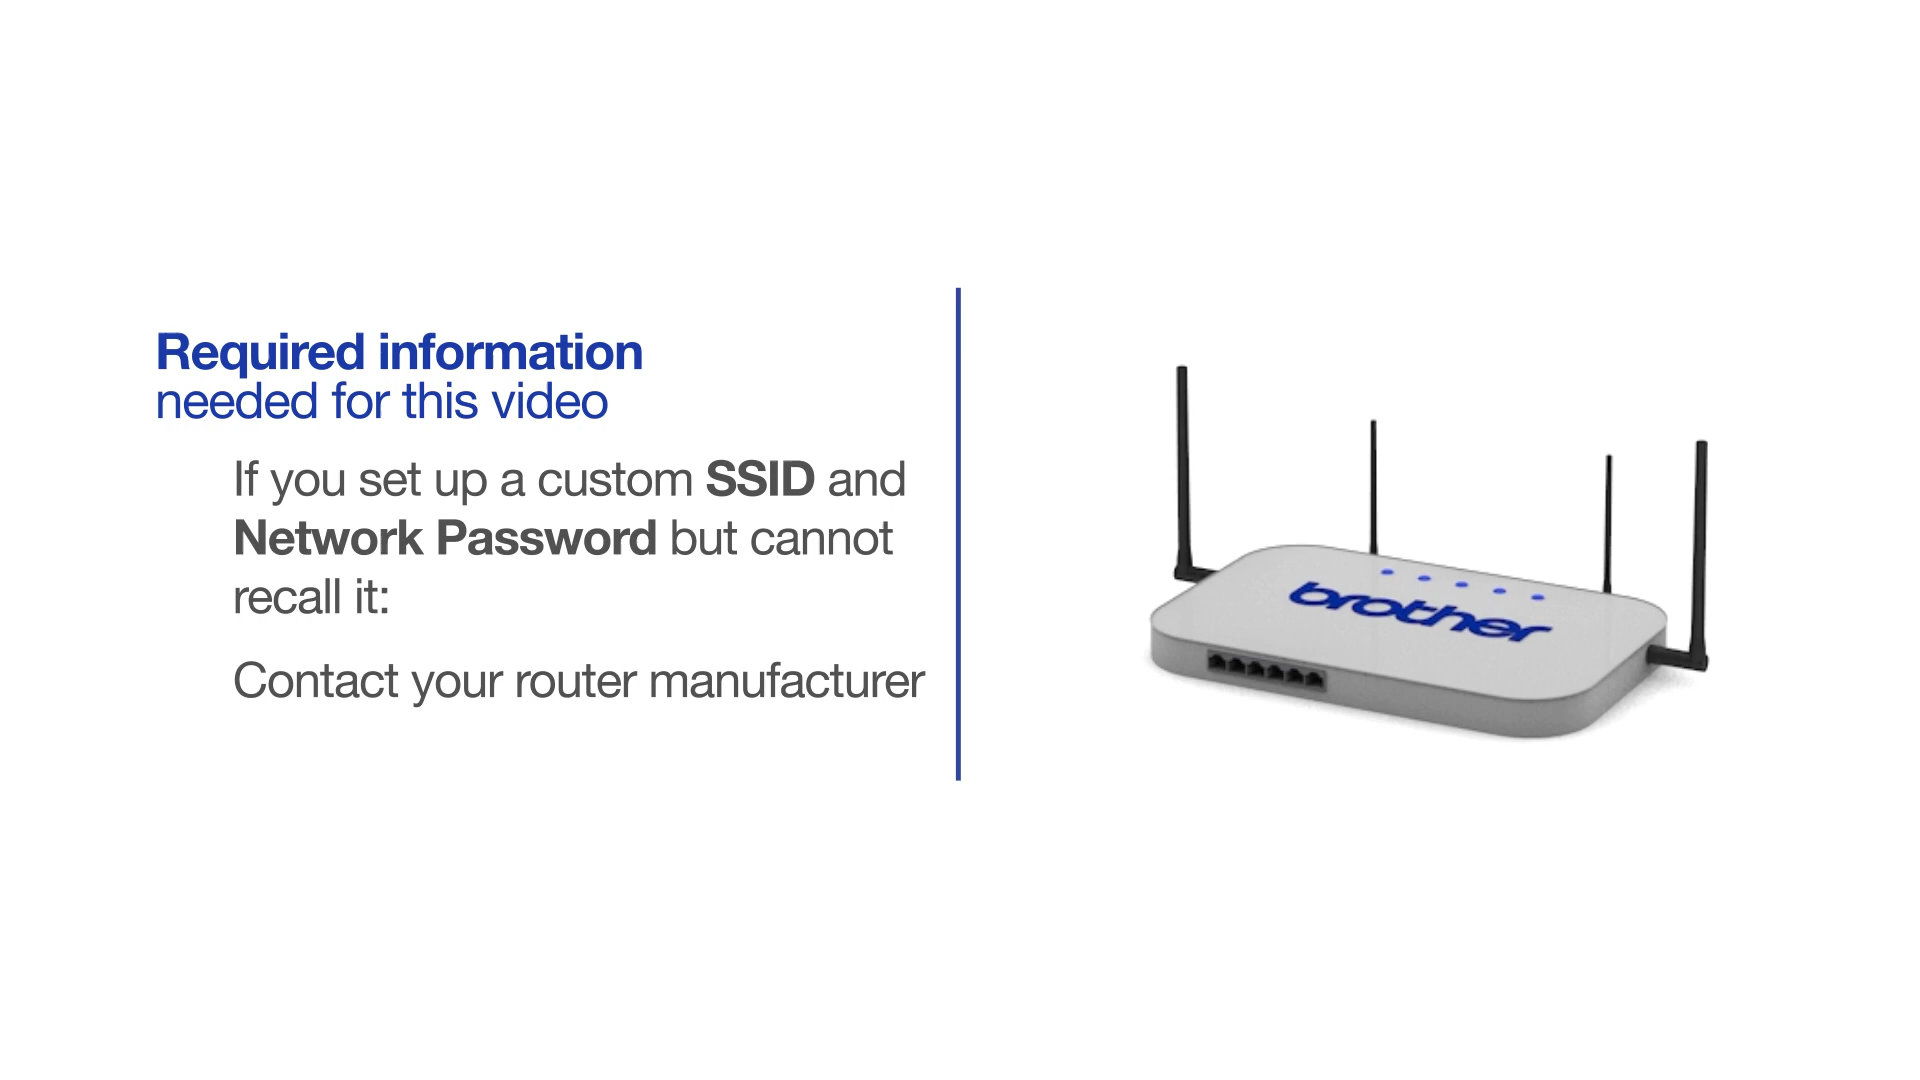 Required information
needed for this video
If you set up a custom SSID and
Network Password but cannot
recall it:
Contact your router manufacturer
brother